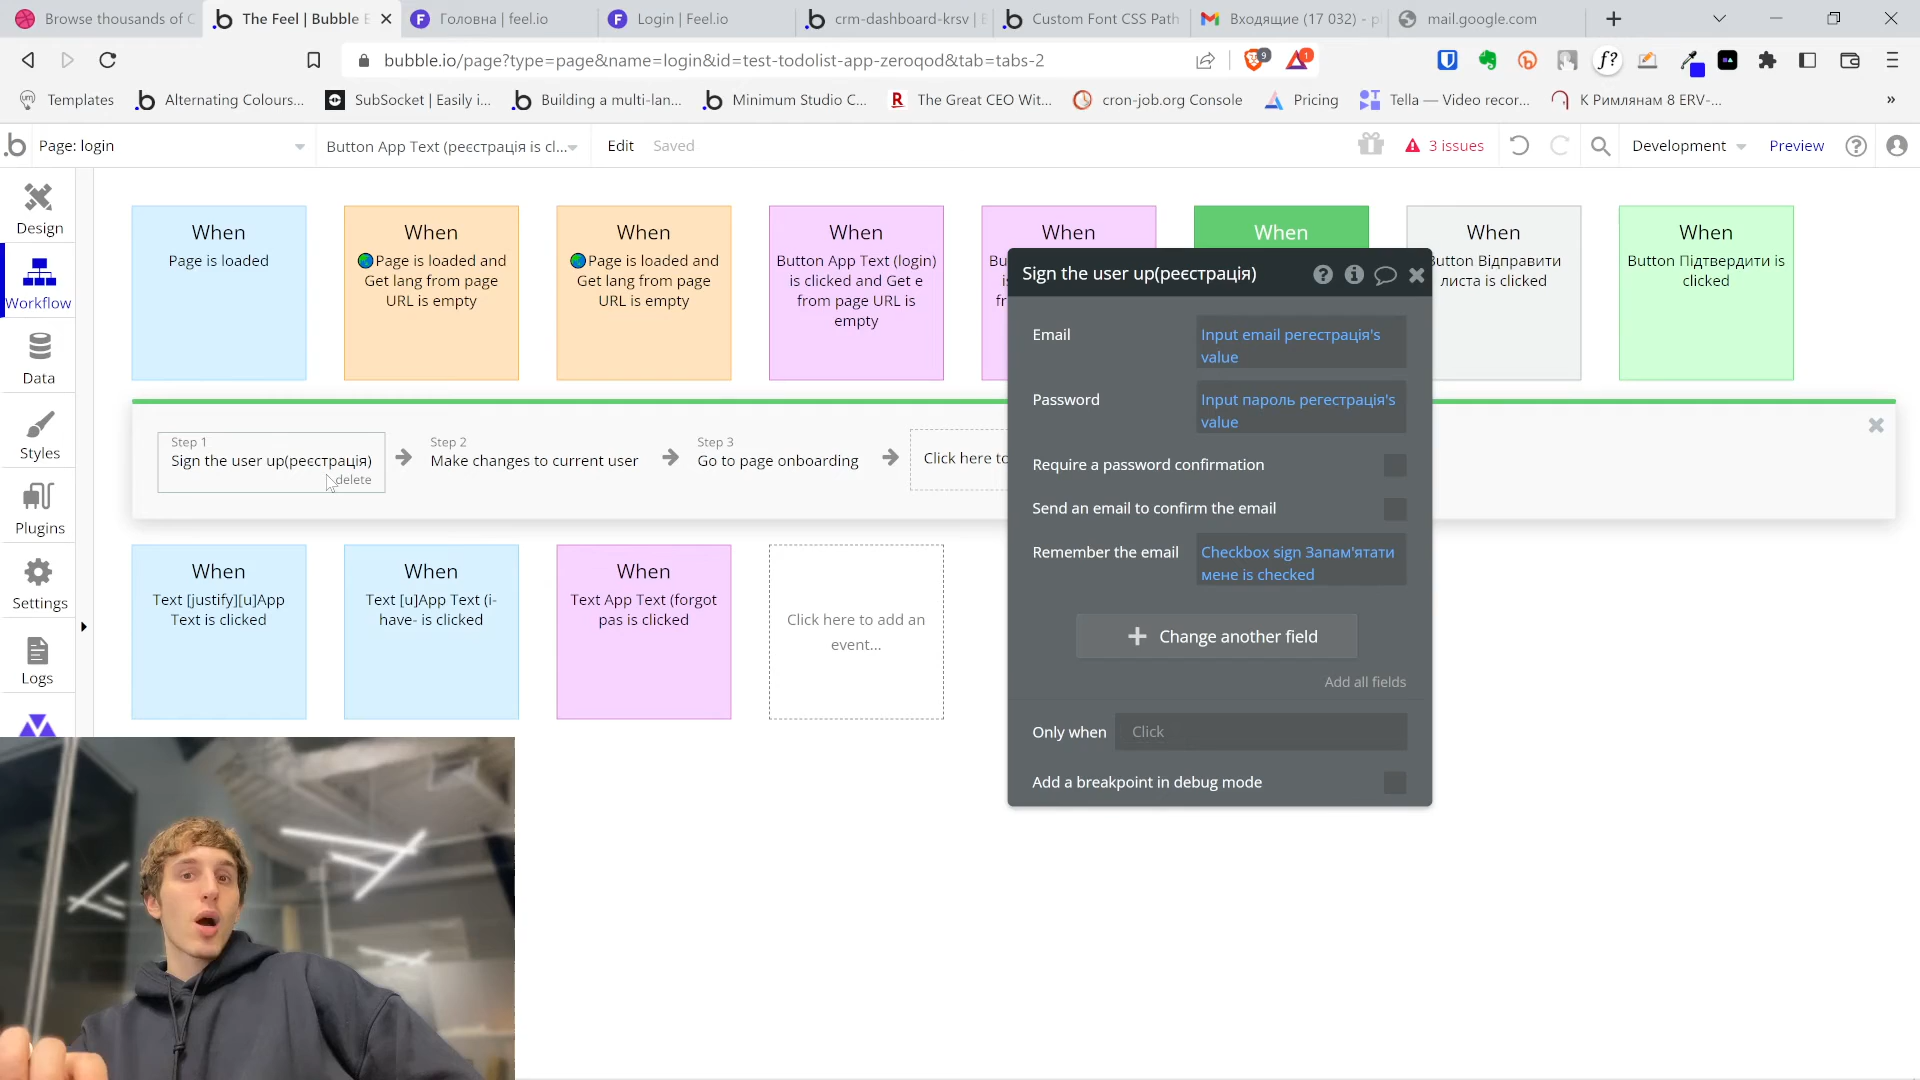 Browse thousands of C
The Feel | Bubble E
Головна | feel.io
Login | Feel.io
crm-dashboard-krsv | E
Custom Font CSS Path
Входящие (17 032) - pl
mail.google.com
bubble.io/page?type=page&name=login&id=test-todolist-app-zeroqod&tab=tabs-2
9
1
f?
Templates
Alternating Colours...
SubSocket | Easily i...
Building a multi-lan...
Minimum Studio C...
The Great CEO Wit...
cron-job.org Console
Pricing
Tella — Video recor...
К Римлянам 8 ERV-...
»
Page: login
Button App Text (реєстрація is cl...
Edit
Saved
3 issues
Development
Preview
Design
Workflow
Data
Styles
Plugins
Settings
Logs
When
Page is loaded
When
Page is loaded and
Get lang from page
URL is empty
When
Page is loaded and
Get lang from page
URL is empty
When
Button App Text (login)
is clicked and Get e
from page URL is
empty
When
Bu
is
fr
When
When
Button Відправити
листа is clicked
When
Button Підтвердити is
clicked
Step 1
Sign the user up(реєстрація)
delete
Step 2
Make changes to current user
Step 3
Go to page onboarding
Click here to
When
Text [justify][u]App
Text is clicked
When
Text [u]App Text (i-
have- is clicked
When
Text App Text (forgot
pas is clicked
Click here to add an
event...
Sign the user up(реєстрація)
Email
Input email регестрація's
value
Password
Input пароль регестрація's
value
Require a password confirmation
Send an email to confirm the email
Remember the email
Checkbox sign Запам'ятати
мене is checked
Change another field
Add all fields
Only when
Click
Add a breakpoint in debug mode